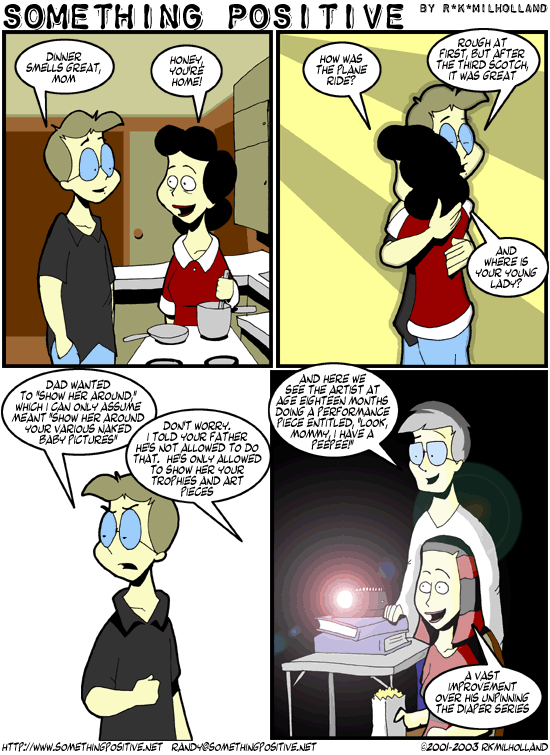 SOMETHING POSITIVE BY R*K*MILHOLLAND
DINNER
SMELLS GREAT,
MOM
HONEY,
YOU'RE
HOME!
HOW WAS
THE PLANE
RIDE?
ROUGH AT
FIRST, BUT AFTER
THE THIRD SCOTCH,
IT WAS GREAT
AND
WHERE IS
YOUR YOUNG
LADY?
DAD WANTED
TO "SHOW HER AROUND,"
WHICH I CAN ONLY ASSUME
MEANT "SHOW HER AROUND
YOUR VARIOUS NAKED
BABY PICTURES"
DON'T WORRY.
I TOLD YOUR FATHER
HE'S NOT ALLOWED TO DO
THAT. HE'S ONLY ALLOWED
TO SHOW HER YOUR
TROPHIES AND ART
PIECES
AND HERE WE
SEE THE ARTIST AT
AGE EIGHTEEN MONTHS
DOING A PERFORMANCE
PIECE ENTITLED, "LOOK,
MOMMY, I HAVE A
PEEPEE!"
A VAST
IMPROVEMENT
OVER HIS UNPINNING
THE DIAPER SERIES
HTTP://WWW.SOMETHINGPOSITIVE.NET RANDY@SOMETHINGPOSITIVE.NET ©2001-2003 RKMILHOLLAND